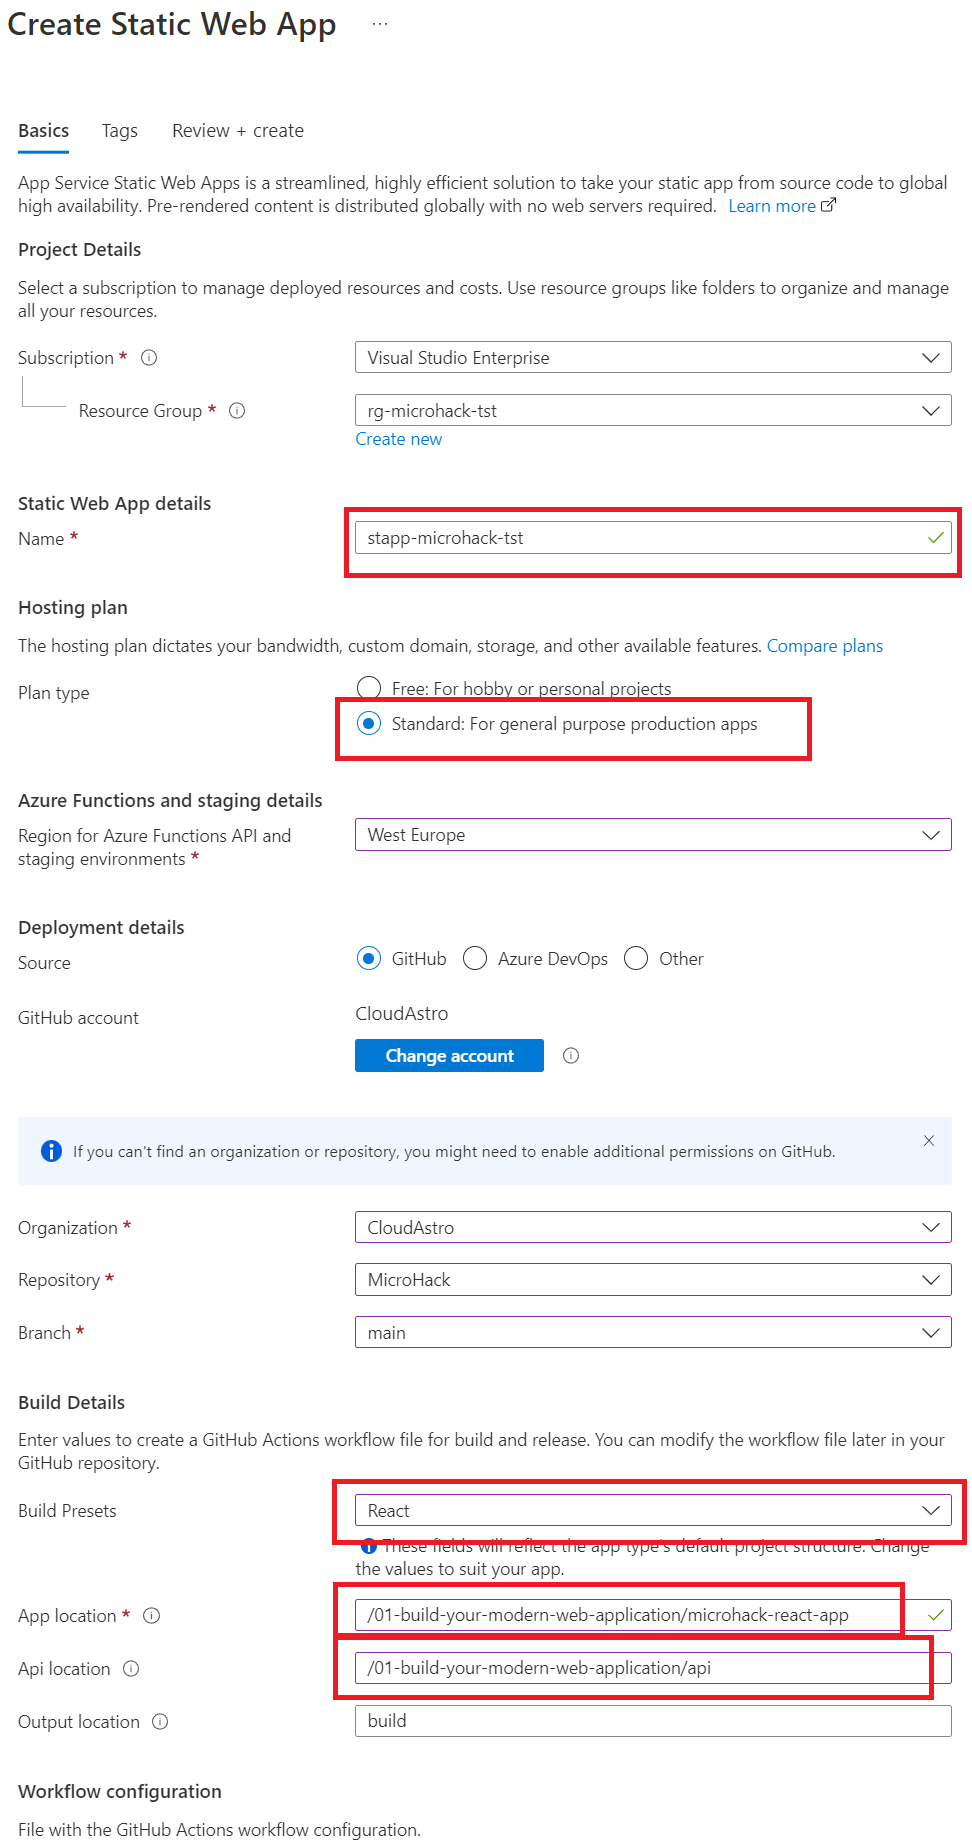 Create Static Web App ...
Basics Tags Review + create
App Service Static Web Apps is a streamlined, highly efficient solution to take your static app from source code to global
high availability. Pre-rendered content is distributed globally with no web servers required. Learn more
Project Details
Select a subscription to manage deployed resources and costs. Use resource groups like folders to organize and manage
all your resources.
Subscription * Visual Studio Enterprise
Resource Group * rg-microhack-tst
Create new
Static Web App details
Name * stapp-microhack-tst
Hosting plan
The hosting plan dictates your bandwidth, custom domain, storage, and other available features. Compare plans
Plan type Free: For hobby or personal projects
Standard: For general purpose production apps
Azure Functions and staging details
Region for Azure Functions API and
staging environments * West Europe
Deployment details
Source GitHub Azure DevOps Other
GitHub account CloudAstro
Change account
If you can't find an organization or repository, you might need to enable additional permissions on GitHub.
Organization * CloudAstro
Repository * MicroHack
Branch * main
Build Details
Enter values to create a GitHub Actions workflow file for build and release. You can modify the workflow file later in your
GitHub repository.
Build Presets React
These fields will reflect the app type's default project structure. Change
the values to suit your app.
App location * /01-build-your-modern-web-application/microhack-react-app
Api location /01-build-your-modern-web-application/api
Output location build
Workflow configuration
File with the GitHub Actions workflow configuration.